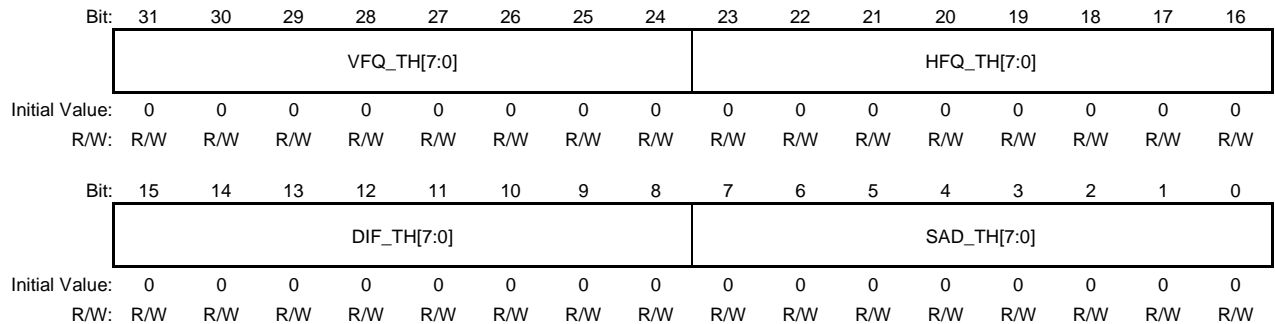 Bit: 31 30 29 28 27 26 25 24 23 22 21 20 19 18 17 16
VFQ_TH[7:0] HFQ_TH[7:0]
Initial Value: 0 0 0 0 0 0 0 0 0 0 0 0 0 0 0 0
R/W: R/W R/W R/W R/W R/W R/W R/W R/W R/W R/W R/W R/W R/W R/W R/W R/W
Bit: 15 14 13 12 11 10 9 8 7 6 5 4 3 2 1 0
DIF_TH[7:0] SAD_TH[7:0]
Initial Value: 0 0 0 0 0 0 0 0 0 0 0 0 0 0 0 0
R/W: R/W R/W R/W R/W R/W R/W R/W R/W R/W R/W R/W R/W R/W R/W R/W R/W